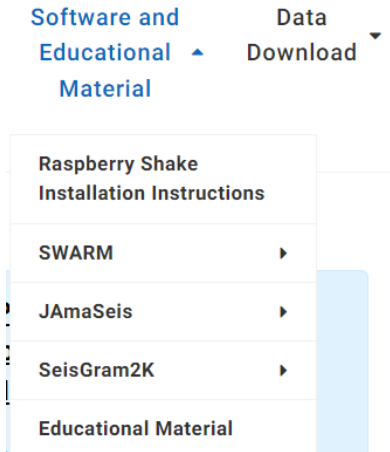 Software and
Educational
Material
Data
Download
Raspberry Shake
Installation Instructions
SWARM
JAmaSeis
SeisGram2K
Educational Material